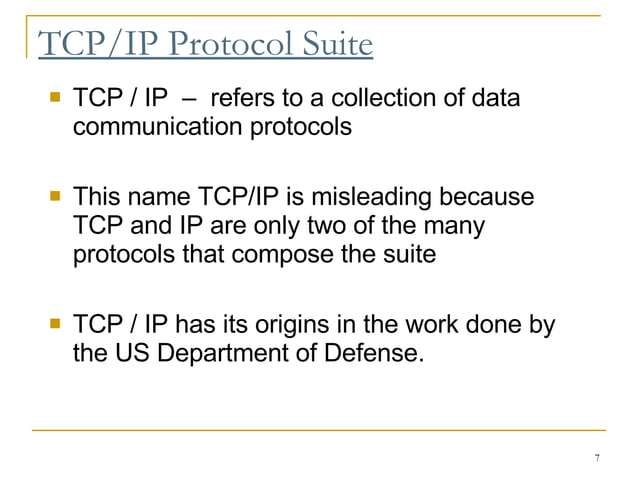 TCP/IP Protocol Suite
TCP / IP – refers to a collection of data
communication protocols
This name TCP/IP is misleading because
TCP and IP are only two of the many
protocols that compose the suite
TCP / IP has its origins in the work done by
the US Department of Defense.
7